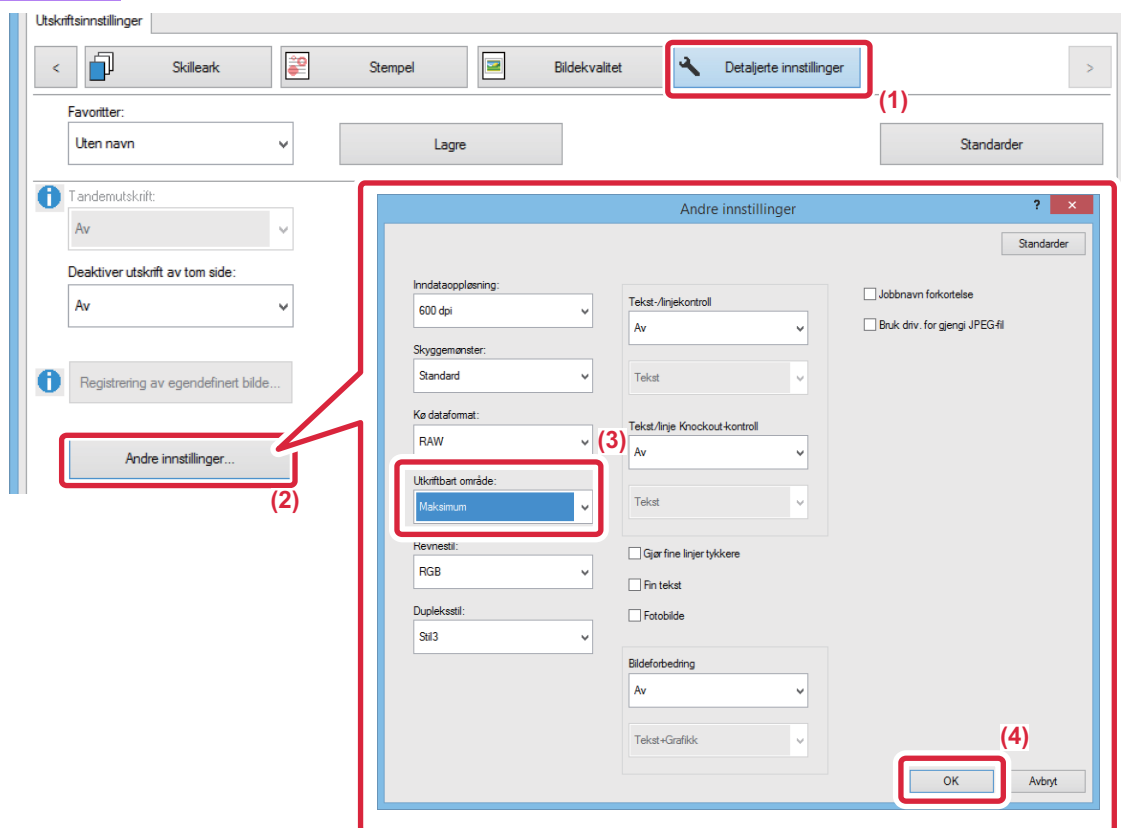 Utskriftsinnstillinger
<
Skilleark
Stempel
Bildekvalitet
Detaljerte innstillinger
>
(1)
Favoritter:
Uten navn
Lagre
Standarder
Tandemutskrift:
Av
Deaktiver utskrift av tom side:
Av
Registrering av egendefinert bilde...
Andre innstillinger...
(2)
Andre innstillinger
?
×
Standarder
Inndataoppløsning:
600 dpi
Skyggemønster:
Standard
Kø dataformat:
RAW
(3)
Utkriftbart område:
Maksimum
Revnestil:
RGB
Dupleksstil:
Stil3
Tekst-/linjekontroll
Av
Tekst
Tekst/linje Knockout-kontroll
Av
Tekst
Gjør fine linjer tykkere
Fin tekst
Fotobilde
Bildeforbedring
Av
Tekst+Grafikk
Jobbnavn forkortelse
Bruk driv. for gjengi JPEG-fil
(4)
OK
Avbryt